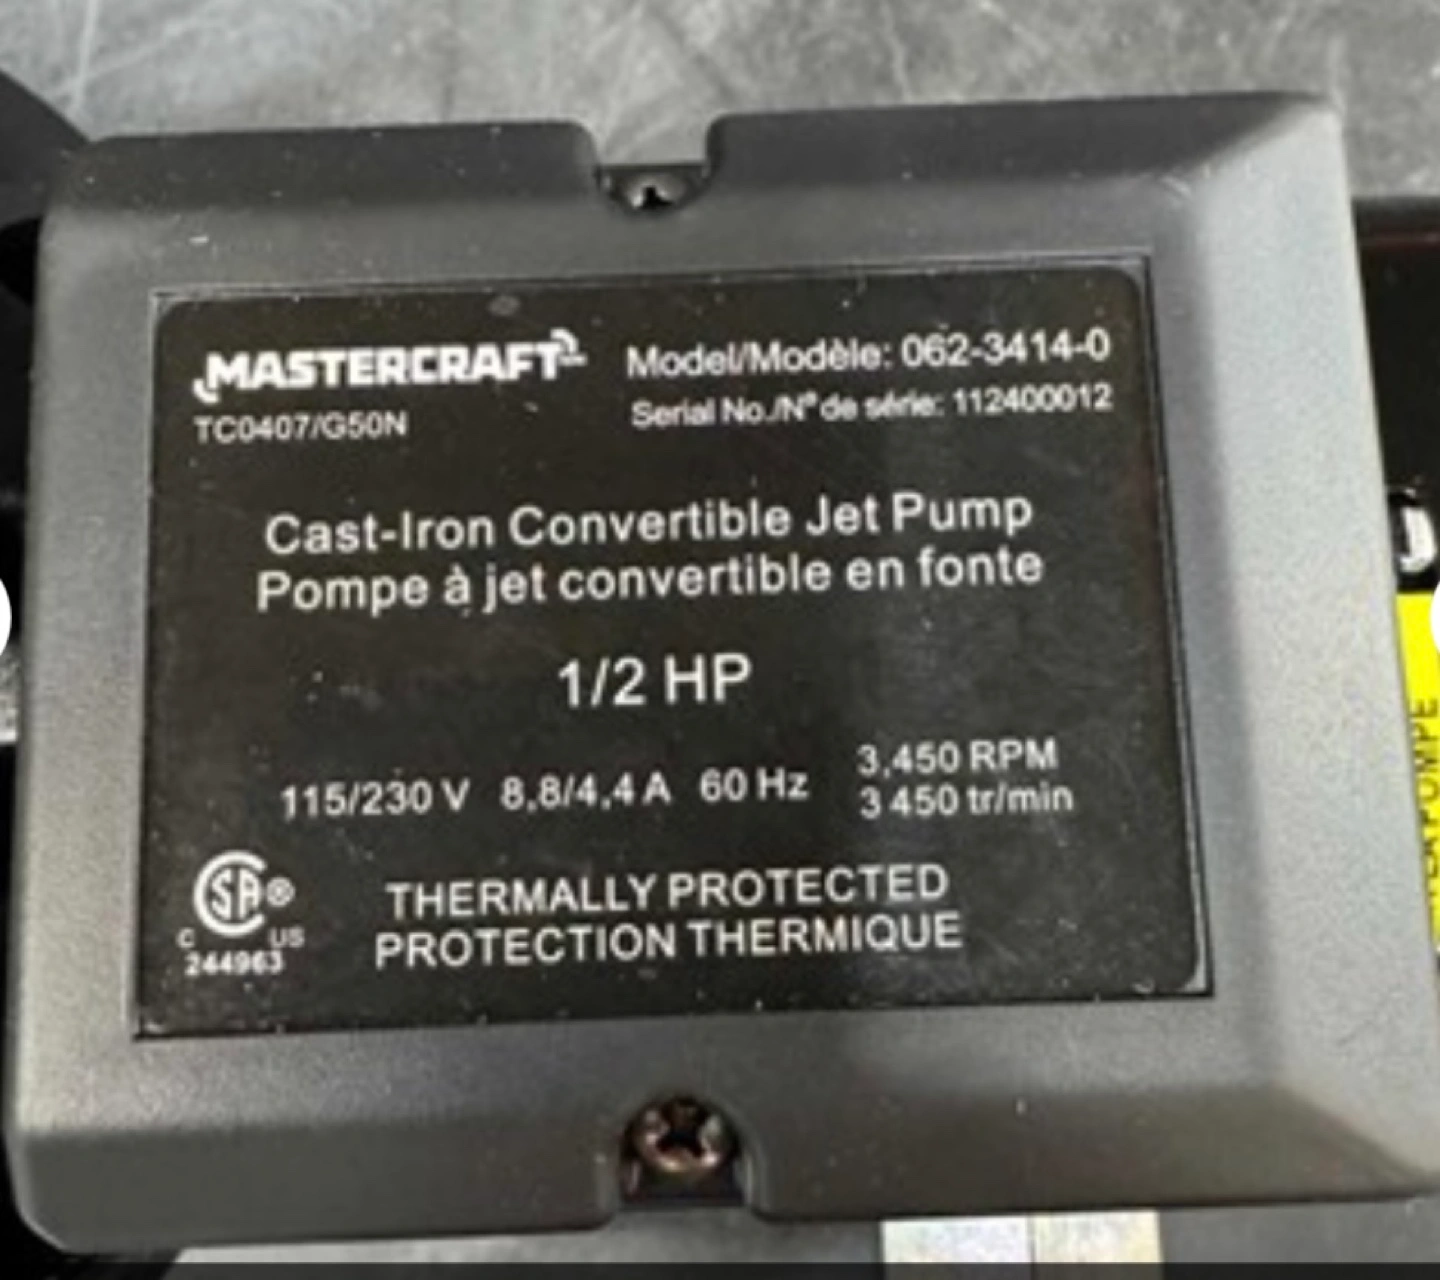 MASTERCRAFT
TC0407/G50N
Model/Modèle: 062-3414-0
Serial No./N° de série: 112400012
Cast-Iron Convertible Jet Pump
Pompe à jet convertible en fonte
1/2 HP
115/230 V 8.8/4.4 A 60 Hz
3,450 RPM
3 450 tr/min
SA®
C US
244963
THERMALLY PROTECTED
PROTECTION THERMIQUE
POMPE